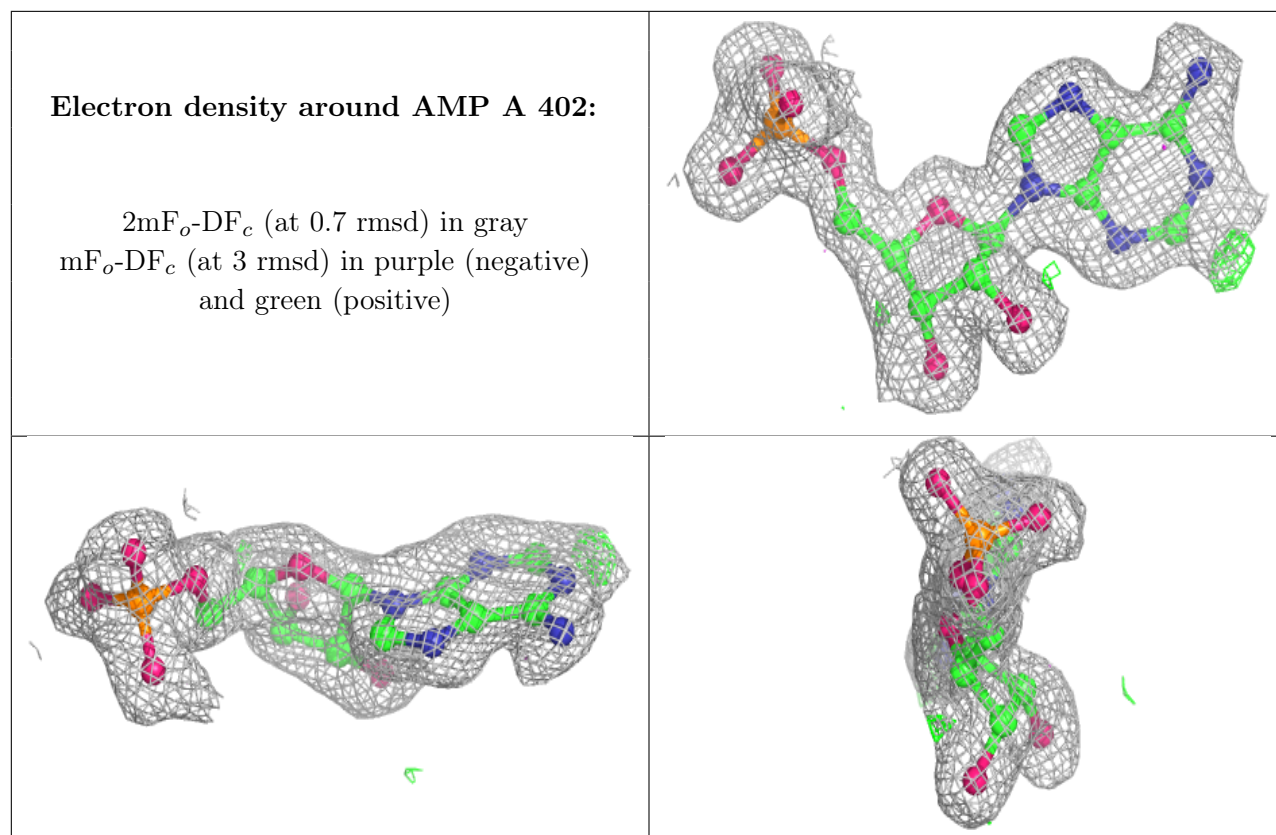 Electron density around AMP A 402:
2mFo-DFc (at 0.7 rmsd) in gray
mFo-DFc (at 3 rmsd) in purple (negative)
and green (positive)